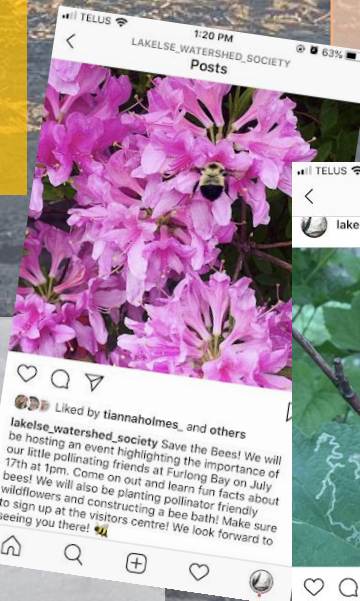 TELUS
1:20 PM
63%
LAKELSE_WATERSHED_SOCIETY
Posts
Liked by tiannaholmes_ and others
lakelse_watershed_society Save the Bees! We will
be hosting an event highlighting the importance of
our little pollinating friends at Furlong Bay on July
17th at 1pm. Come on out and learn fun facts about
bees! We will also be planting pollinator friendly
wildflowers and constructing a bee bath! Make sure
to sign up at the visitors centre! We look forward to
seeing you there! 🐝
TELUS
lake